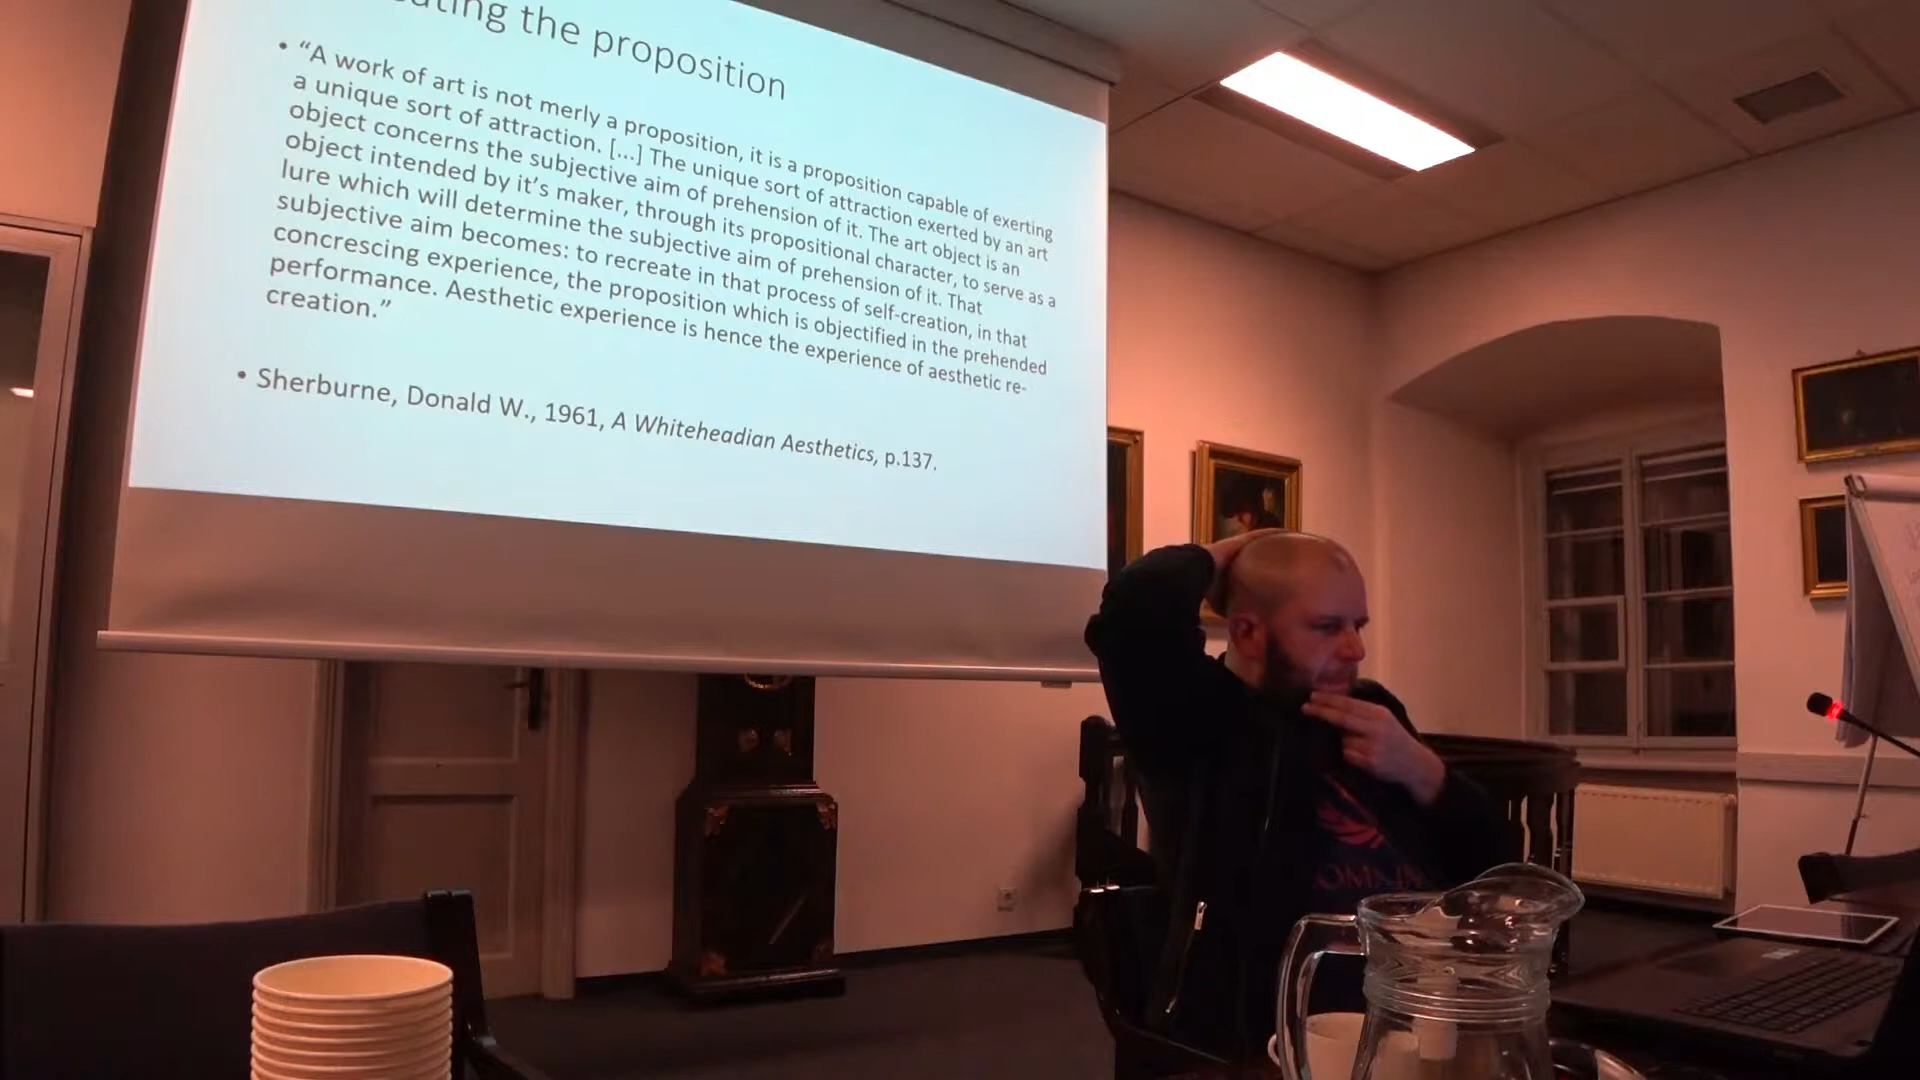 the proposition
• “A work of art is not merly a proposition, it is a proposition capable of exerting
a unique sort of attraction. [...] The unique sort of attraction exerted by an art
object concerns the subjective aim of prehension of it. The art object is an
object intended by it’s maker, through its propositional character, to serve as a
lure which will determine the subjective aim of prehension of it. That
subjective aim becomes: to recreate in that process of self-creation, in that
concrescing experience, the proposition which is objectified in the prehended
performance. Aesthetic experience is hence the experience of aesthetic re-
creation.”
• Sherburne, Donald W., 1961, A Whiteheadian Aesthetics, p.137.